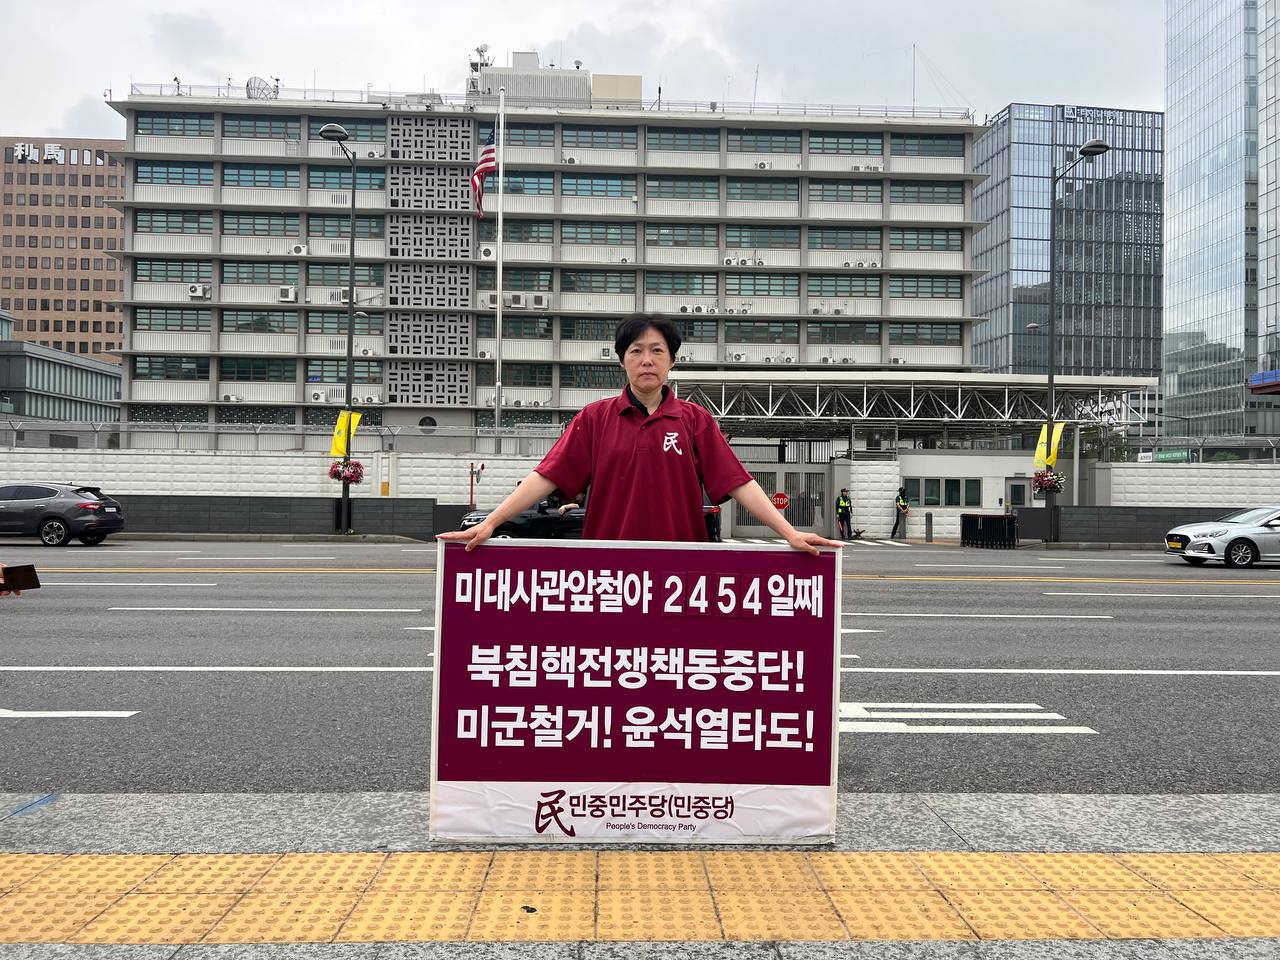 利馬
民
STOP
미대사관앞철야 2454일째
북침핵전쟁책동중단!
미군철거! 윤석열타도!
民 민중민주당(민중당)
People's Democracy Party